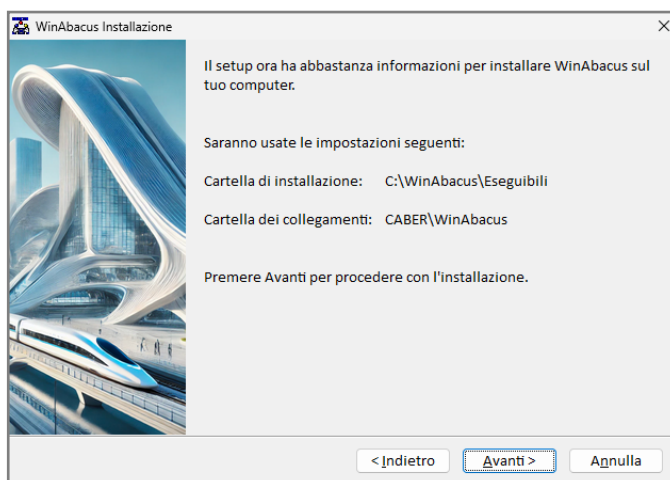 WinAbacus Installazione
Il setup ora ha abbastanza informazioni per installare WinAbacus sul
tuo computer.
Saranno usate le impostazioni seguenti:
Cartella di installazione: C:\WinAbacus\Eseguibili
Cartella dei collegamenti: CABER\WinAbacus
Premere Avanti per procedere con l'installazione.
< Indietro
Avanti >
Annulla